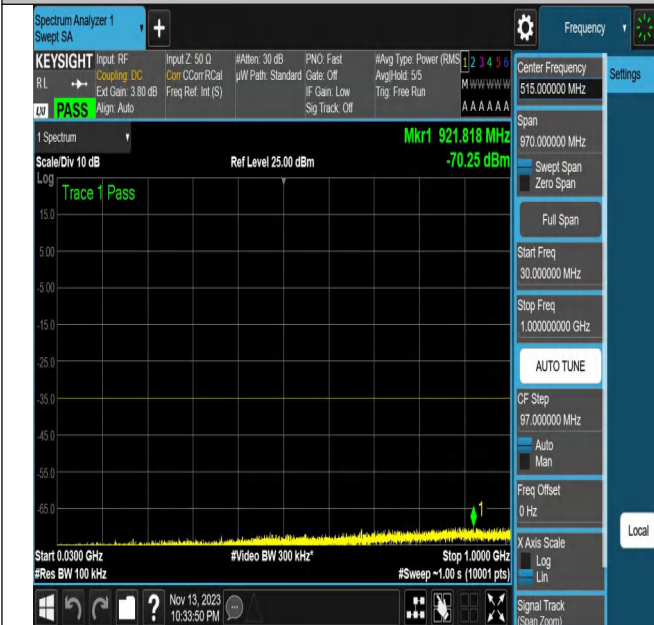 Spectrum Analyzer 1
Swept SA
+
Frequency
KEYSIGHT
RL
LXI
PASS
Input: RF
Coupling: DC
Ext Gain: 3.80 dB
Align: Auto
Input Z: 50 Ω
Corr CCorr RCal
Freq Ref: Int (S)
#Atten: 30 dB
µW Path: Standard
PNO: Fast
Gate: Off
IF Gain: Low
Sig Track: Off
#Avg Type: Power (RMS
Avg|Hold: 5/5
Trig: Free Run
1 2 3 4 5 6
M W W W W W
A A A A A A
1 Spectrum
Mkr1 921.818 MHz
Scale/Div 10 dB
Ref Level 25.00 dBm
-70.25 dBm
Log
Trace 1 Pass
15.0
5.00
-5.00
-15.0
-25.0
-35.0
-45.0
-55.0
-65.0
1
Start 0.0300 GHz
#Video BW 300 kHz*
Stop 1.0000 GHz
#Res BW 100 kHz
#Sweep ~1.00 s (10001 pts)
?
Nov 13, 2023
10:33:50 PM
Center Frequency
515.000000 MHz
Settings
Span
970.000000 MHz
Swept Span
Zero Span
Full Span
Start Freq
30.000000 MHz
Stop Freq
1.000000000 GHz
AUTO TUNE
CF Step
97.000000 MHz
Auto
Man
Freq Offset
0 Hz
Local
X Axis Scale
Log
Lin
Signal Track
(Span Zoom)